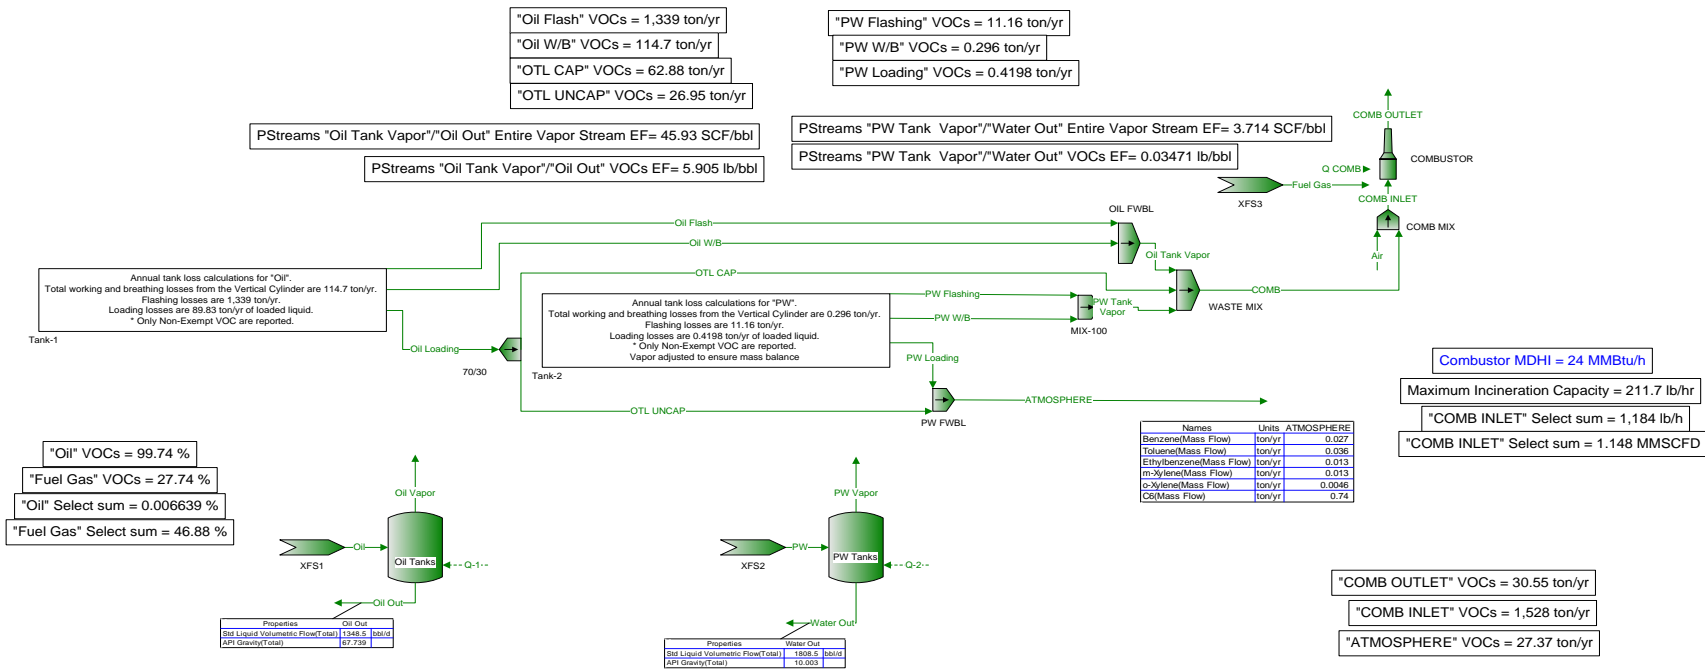 "Oil Flash" VOCs = 1,339 ton/yr
"Oil W/B" VOCs = 114.7 ton/yr
"OTL CAP" VOCs = 62.88 ton/yr
"OTL UNCAP" VOCs = 26.95 ton/yr
"PW Flashing" VOCs = 11.16 ton/yr
"PW W/B" VOCs = 0.296 ton/yr
"PW Loading" VOCs = 0.4198 ton/yr
PStreams "Oil Tank Vapor"/"Oil Out" Entire Vapor Stream EF= 45.93 SCF/bbl
PStreams "Oil Tank Vapor"/"Oil Out" VOCs EF= 5.905 lb/bbl
PStreams "PW Tank  Vapor"/"Water Out" Entire Vapor Stream EF= 3.714 SCF/bbl
PStreams "PW Tank  Vapor"/"Water Out" VOCs EF= 0.03471 lb/bbl
COMB OUTLET
COMBUSTOR
Q COMB
Fuel Gas
XFS3
COMB INLET
COMB MIX
Air
OIL FWBL
Oil Flash
Oil W/B
Oil Tank Vapor
OTL CAP
COMB
WASTE MIX
Annual tank loss calculations for "Oil".
Total working and breathing losses from the Vertical Cylinder are 114.7 ton/yr.
Flashing losses are 1,339 ton/yr.
Loading losses are 89.83 ton/yr of loaded liquid.
* Only Non-Exempt VOC are reported.
Tank-1
Oil Loading
70/30
Annual tank loss calculations for "PW".
Total working and breathing losses from the Vertical Cylinder are 0.296 ton/yr.
Flashing losses are 11.16 ton/yr.
Loading losses are 0.4198 ton/yr of loaded liquid.
* Only Non-Exempt VOC are reported.
Vapor adjusted to ensure mass balance
Tank-2
PW Flashing
PW W/B
PW Tank
Vapor
MIX-100
PW Loading
OTL UNCAP
PW FWBL
ATMOSPHERE
Combustor MDHI = 24 MMBtu/h
Maximum Incineration Capacity = 211.7 lb/hr
"COMB INLET" Select sum = 1,184 lb/h
"COMB INLET" Select sum = 1.148 MMSCFD
Names Units ATMOSPHERE
Benzene(Mass Flow) ton/yr 0.027
Toluene(Mass Flow) ton/yr 0.036
Ethylbenzene(Mass Flow) ton/yr 0.013
m-Xylene(Mass Flow) ton/yr 0.013
o-Xylene(Mass Flow) ton/yr 0.0046
C6(Mass Flow) ton/yr 0.74
"Oil" VOCs = 99.74 %
"Fuel Gas" VOCs = 27.74 %
"Oil" Select sum = 0.006639 %
"Fuel Gas" Select sum = 46.88 %
Oil Vapor
XFS1
Oil
Oil Tanks
Q-1
Oil Out
Properties Oil Out
Std Liquid Volumetric Flow(Total) 1348.5 bbl/d
API Gravity(Total) 67.739
PW Vapor
XFS2
PW
PW Tanks
Q-2
Water Out
Properties Water Out
Std Liquid Volumetric Flow(Total) 1808.5 bbl/d
API Gravity(Total) 10.003
"COMB OUTLET" VOCs = 30.55 ton/yr
"COMB INLET" VOCs = 1,528 ton/yr
"ATMOSPHERE" VOCs = 27.37 ton/yr